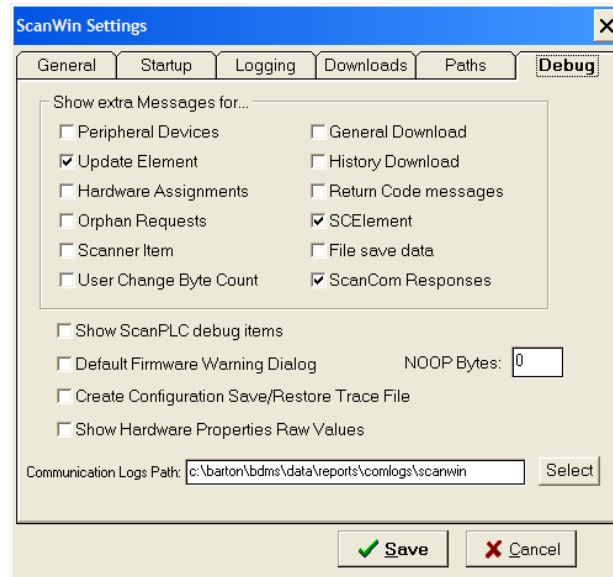 ScanWin Settings
General Startup Logging Downloads Paths Debug
Show extra Messages for...
Peripheral Devices General Download
Update Element History Download
Hardware Assignments Return Code messages
Orphan Requests SCElement
Scanner Item File save data
User Change Byte Count ScanCom Responses
Show ScanPLC debug items
Default Firmware Warning Dialog NOOP Bytes: 0
Create Configuration Save/Restore Trace File
Show Hardware Properties Raw Values
Communication Logs Path: c:\barton\bdms\data\reports\comlogs\scanwin Select
Save Cancel